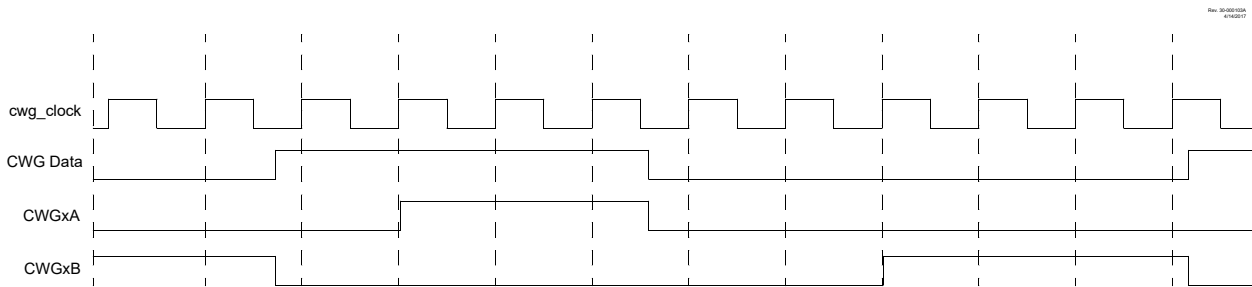 Rev. 30-000103A
4/14/2017
cwg_clock
CWG Data
CWGxA
CWGxB